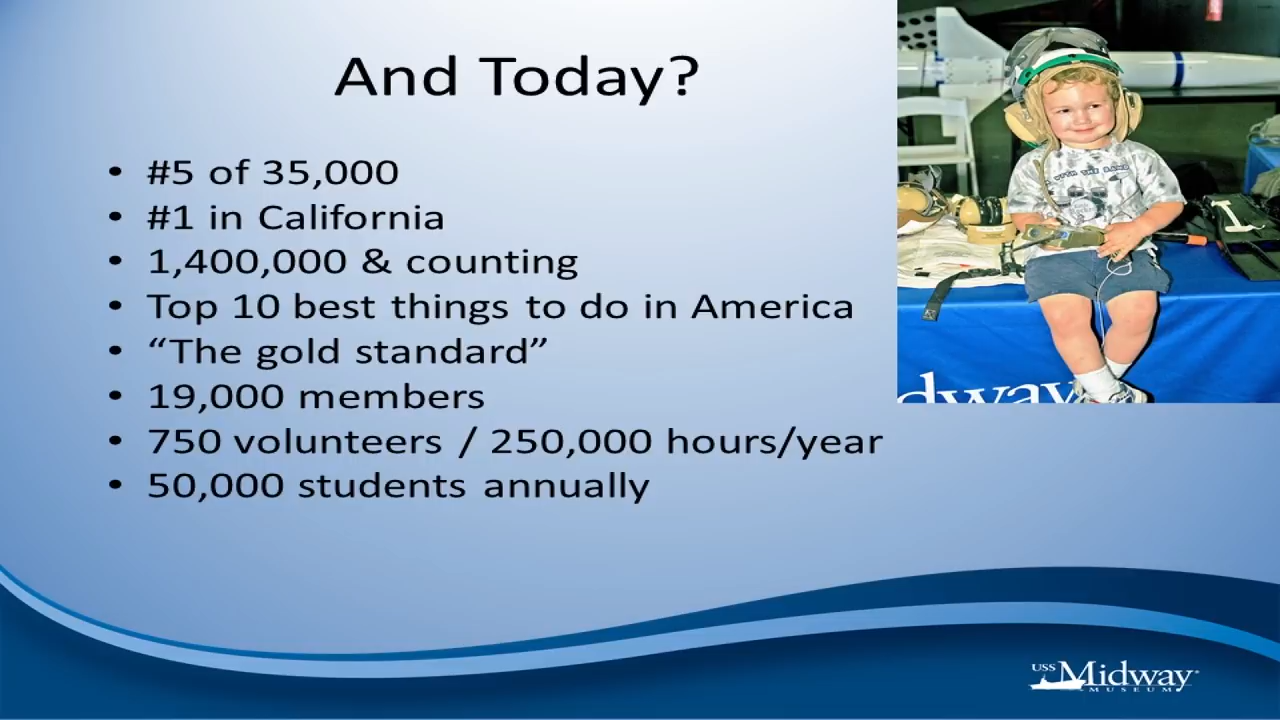 And Today?
• #5 of 35,000
• #1 in California
• 1,400,000 & counting
• Top 10 best things to do in America
• “The gold standard”
• 19,000 members
• 750 volunteers / 250,000 hours/year
• 50,000 students annually
USS Midway
MUSEUM